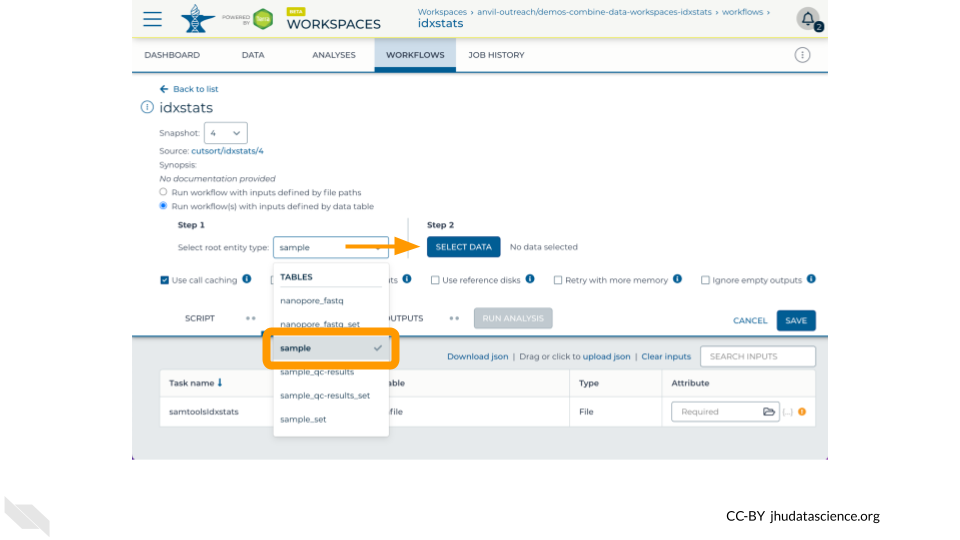 POWERED BY Terra
BETA
WORKSPACES
Workspaces › anvil-outreach/demos-combine-data-workspaces-idxstats › workflows ›
idxstats
2
DASHBOARD DATA ANALYSES WORKFLOWS JOB HISTORY
Back to list
idxstats
Snapshot: 4
Source: cutsort/idxstats/4
Synopsis:
No documentation provided
Run workflow with inputs defined by file paths
Run workflow(s) with inputs defined by data table
Step 1 Step 2
Select root entity type: sample SELECT DATA No data selected
Use call caching Use reference disks Retry with more memory Ignore empty outputs
TABLES
nanopore_fastq
nanopore_fastq_set
sample
sample_qc-results
sample_qc-results_set
sample_set
SCRIPT RUN ANALYSIS CANCEL SAVE
Download json | Drag or click to upload json | Clear inputs SEARCH INPUTS
Task name Type Attribute
samtoolsIdxstats File Required {...}
CC-BY jhudatascience.org